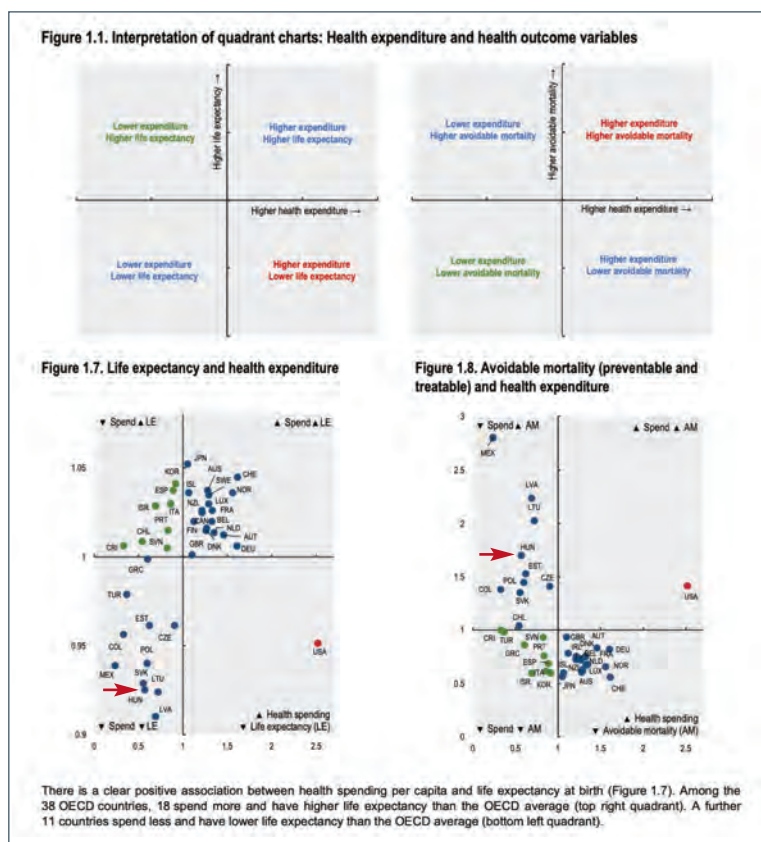 Figure 1.1. Interpretation of quadrant charts: Health expenditure and health outcome variables
Higher life expectancy →
Lower expenditure
Higher life expectancy
Higher expenditure
Higher life expectancy
Higher health expenditure →
Lower expenditure
Lower life expectancy
Higher expenditure
Lower life expectancy
Higher avoidable mortality →
Lower expenditure
Higher avoidable mortality
Higher expenditure
Higher avoidable mortality
Higher health expenditure →
Lower expenditure
Lower avoidable mortality
Higher expenditure
Lower avoidable mortality
Figure 1.7. Life expectancy and health expenditure
▼ Spend ▲ LE
▲ Spend ▲ LE
1.05
1
0.95
0.9
JPN
KOR
AUS
CHE
ESP
ISL
SWE
NOR
ISR
ITA
NZL
LUX
FRA
PRT
CAN
BEL
CHL
FIN
NLD
AUT
CRI
SVN
GBR
DNK
DEU
GRC
TUR
EST
COL
CZE
POL
USA
MEX
SVK
LTU
HUN
LVA
▲ Health spending
▼ Spend ▼ LE
▼ Life expectancy (LE)
0 0.5 1 1.5 2 2.5
Figure 1.8. Avoidable mortality (preventable and
treatable) and health expenditure
3
2.5
2
1.5
1
0.5
0
▼ Spend ▲ AM
▲ Spend ▲ AM
MEX
LVA
LTU
HUN
EST
POL
CZE
COL
SVK
USA
CHL
CRI
TUR
SVN
GBR
AUT
DNK
GRC
PRT
BEL
FRA
DEU
ESP
ISL
NZL
NLD
NOR
ISR
KOR
JPN
AUS
CHE
▲ Health spending
▼ Spend ▼ AM
▼ Avoidable mortality (AM)
0 0.5 1 1.5 2 2.5
There is a clear positive association between health spending per capita and life expectancy at birth (Figure 1.7). Among the
38 OECD countries, 18 spend more and have higher life expectancy than the OECD average (top right quadrant). A further
11 countries spend less and have lower life expectancy than the OECD average (bottom left quadrant).